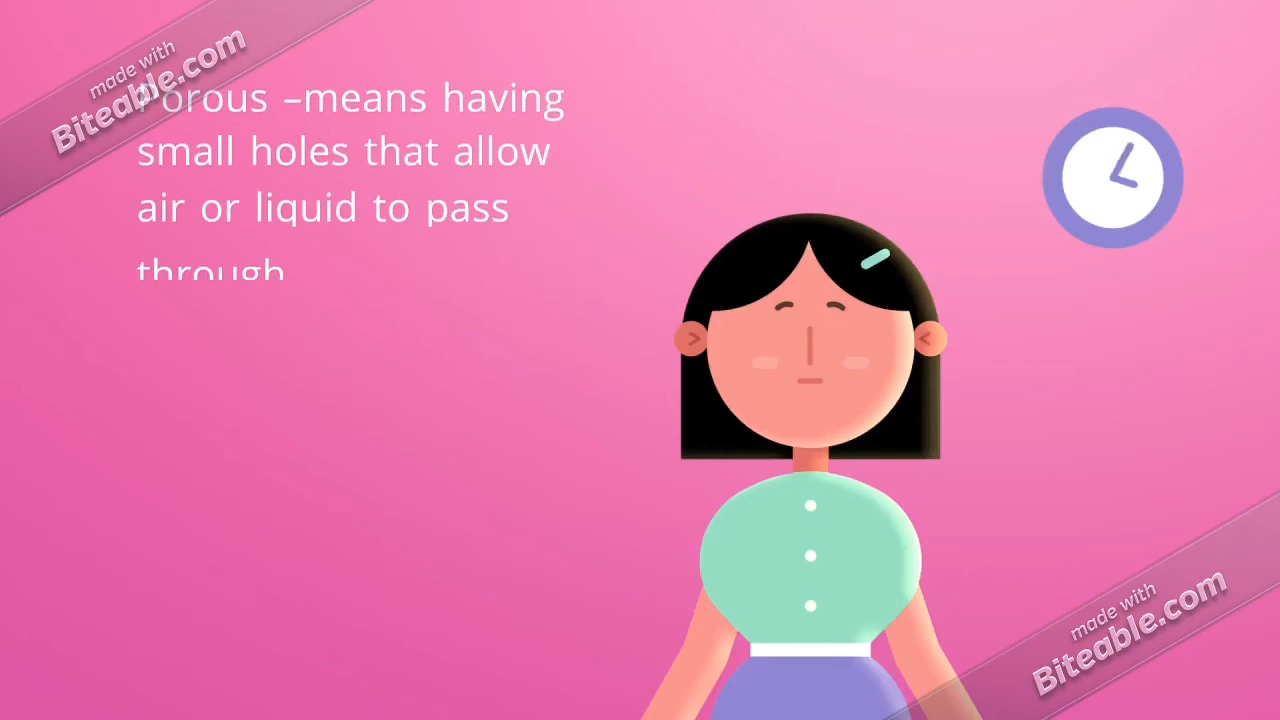 made with
Biteable.com
Porous –means having
small holes that allow
air or liquid to pass
through
made with
Biteable.com